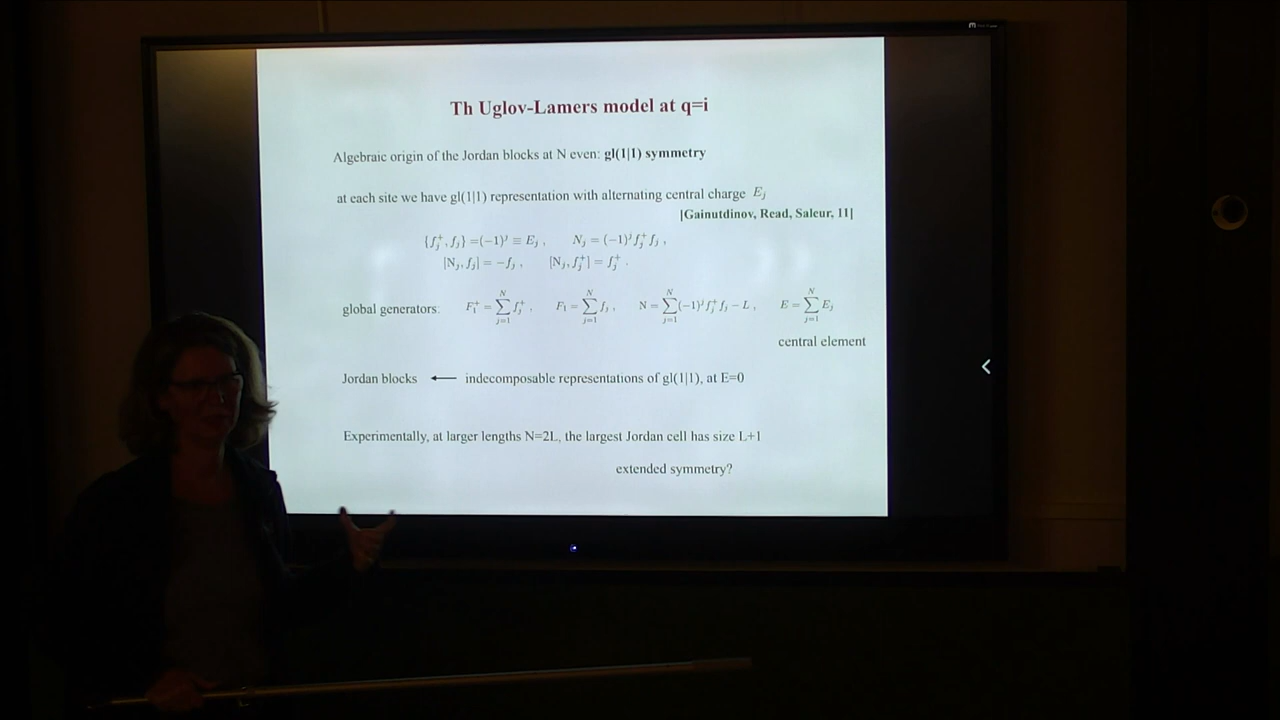 Th Uglov-Lamers model at q=i
Algebraic origin of the Jordan blocks at N even: gl(1|1) symmetry
at each site we have gl(1|1) representation with alternating central charge E_j
[Gainutdinov, Read, Saleur, 11]
{f_j^+, f_j} = (-1)^j ≡ E_j , N_j = (-1)^j f_j^+ f_j ,
[N_j, f_j] = -f_j , [N_j, f_j^+] = f_j^+ .
global generators: F_1^+ = \sum_{j=1}^{N} f_j^+ , F_1 = \sum_{j=1}^{N} f_j , N = \sum_{j=1}^{N} (-1)^j f_j^+ f_j - L , E = \sum_{j=1}^{N} E_j
central element
Jordan blocks ← indecomposable representations of gl(1|1), at E=0
Experimentally, at larger lengths N=2L, the largest Jordan cell has size L+1
extended symmetry?